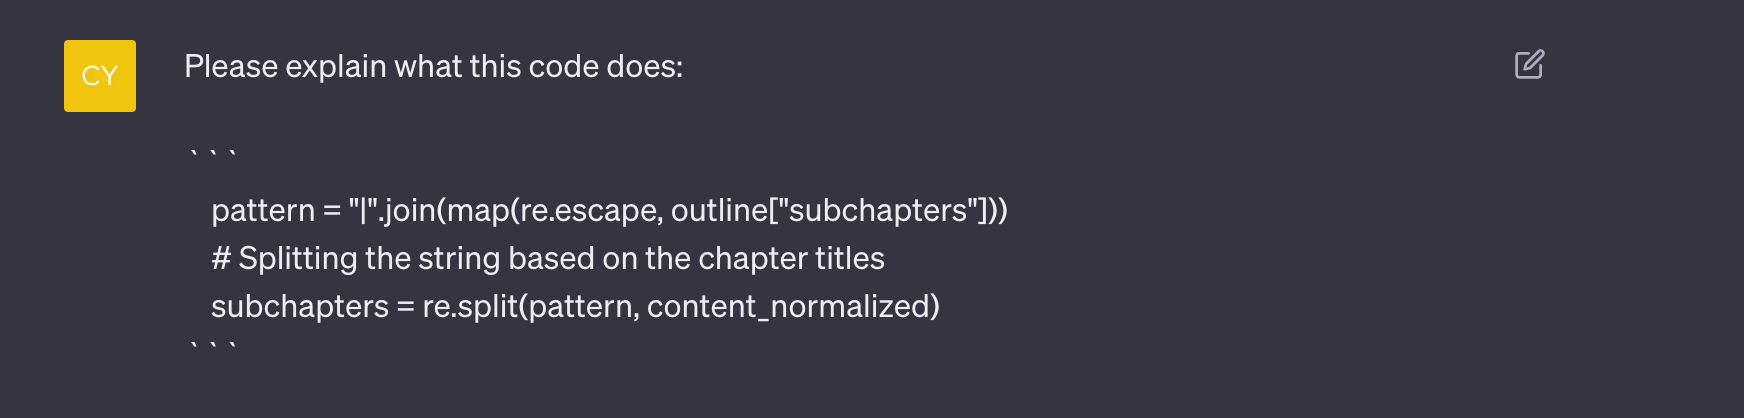 CY
Please explain what this code does:
```
pattern = "|".join(map(re.escape, outline["subchapters"]))
# Splitting the string based on the chapter titles
subchapters = re.split(pattern, content_normalized)
```